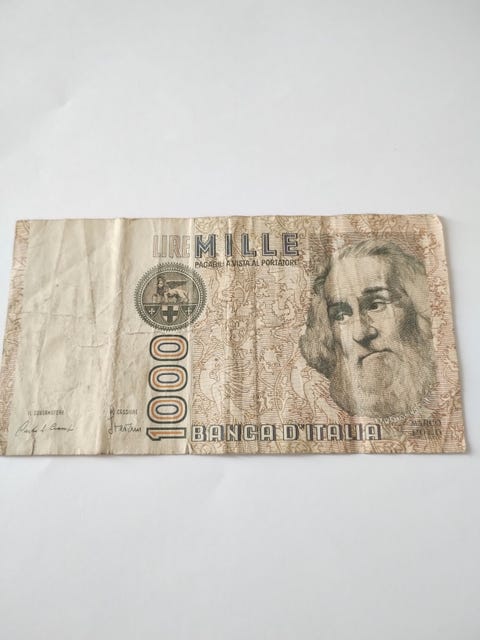 LIRE MILLE
PAGABILI A VISTA AL PORTATORE
1000
IL GOVERNATORE
IL CASSIERE
BANCA D'ITALIA
MARCO
POLO